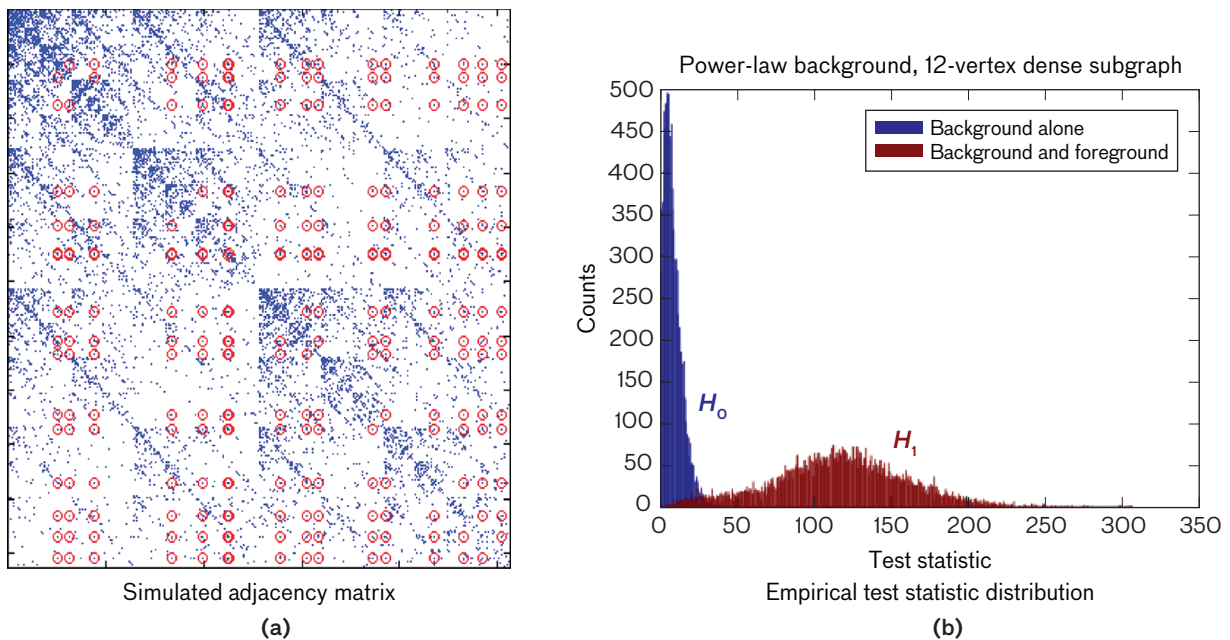 Simulated adjacency matrix
(a)
Power-law background, 12-vertex dense subgraph
500
450
400
350
300
250
200
150
100
50
0
Counts
Background alone
Background and foreground
H0
H1
0 50 100 150 200 250 300 350
Test statistic
Empirical test statistic distribution
(b)